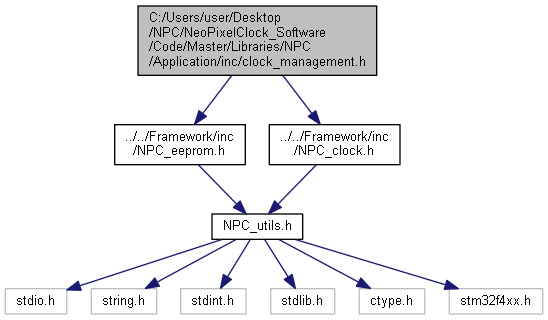 C:/Users/user/Desktop
/NPC/NeoPixelClock_Software
/Code/Master/Libraries/NPC
/Application/inc/clock_management.h
../../Framework/inc
/NPC_eeprom.h
../../Framework/inc
/NPC_clock.h
NPC_utils.h
stdio.h
string.h
stdint.h
stdlib.h
ctype.h
stm32f4xx.h